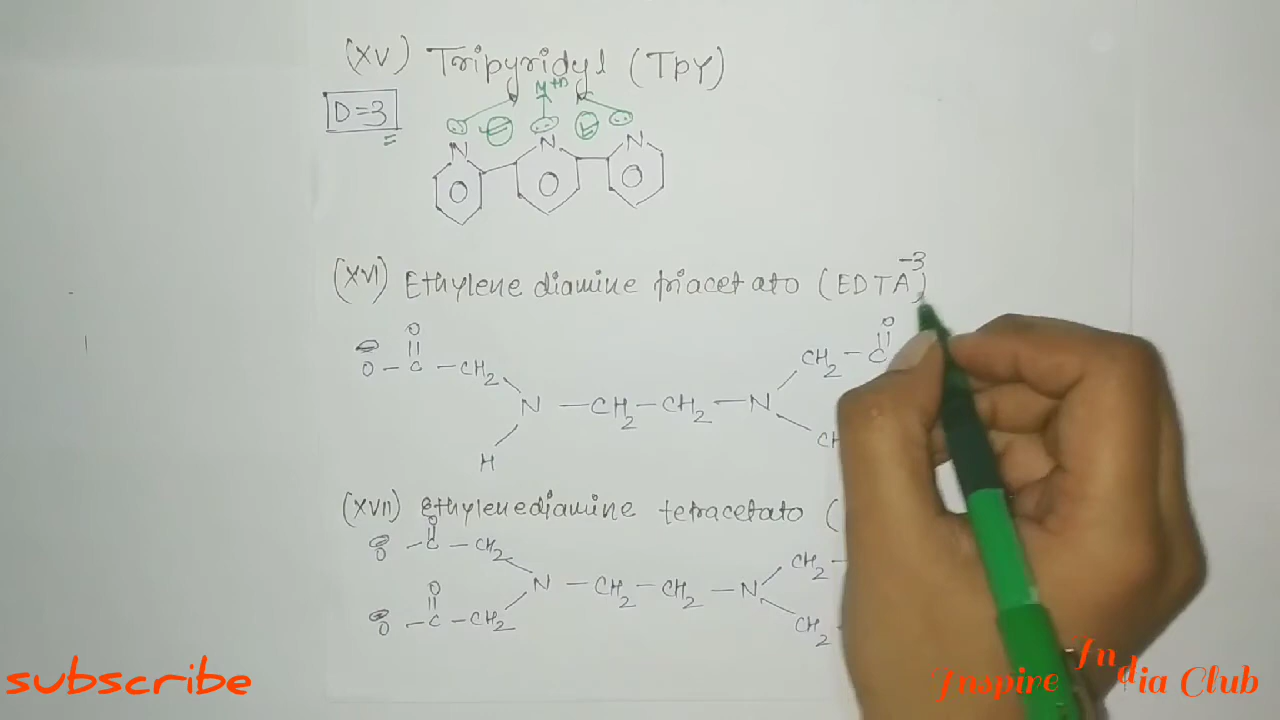 (XV) Tripyridyl (TPY)
D=3
M+n
N N N
(XVI) Ethylene diamine triacetato (EDTA-3)
O O
O - C - CH2 CH2 - C
N - CH2 - CH2 - N
H CH
(XVII) Ethylenediamine tetracetato (
O
O - C - CH2 CH2
N - CH2 - CH2 - N
O
O - C - CH2 CH2
subscribe
Inspire India Club